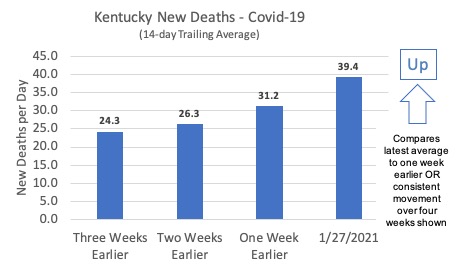 Kentucky New Deaths - Covid-19
(14-day Trailing Average)
New Deaths per Day
45.0
40.0
35.0
30.0
25.0
20.0
15.0
10.0
5.0
0.0
24.3
26.3
31.2
39.4
Three Weeks
Earlier
Two Weeks
Earlier
One Week
Earlier
1/27/2021
Up
Compares
latest average
to one week
earlier OR
consistent
movement
over four
weeks shown